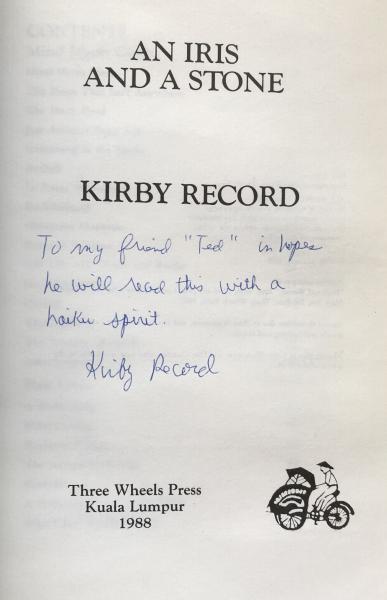 AN IRIS
AND A STONE
KIRBY RECORD
To my friend "Ted" in hopes
he will read this with a
haiku spirit.
Kirby Record
Three Wheels Press
Kuala Lumpur
1988